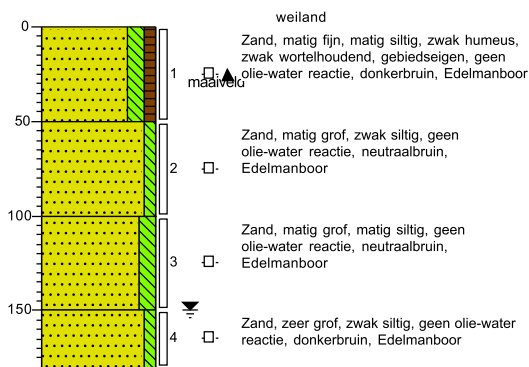 weiland
0
Zand, matig fijn, matig siltig, zwak humeus,
zwak wortelhoudend, gebiedseigen, geen
1 olie-water reactie, donkerbruin, Edelmanboor
maaiveld
50
Zand, matig grof, zwak siltig, geen
olie-water reactie, neutraalbruin,
2 Edelmanboor
100
Zand, matig grof, matig siltig, geen
olie-water reactie, neutraalbruin,
3 Edelmanboor
150
Zand, zeer grof, zwak siltig, geen olie-water
4 reactie, donkerbruin, Edelmanboor